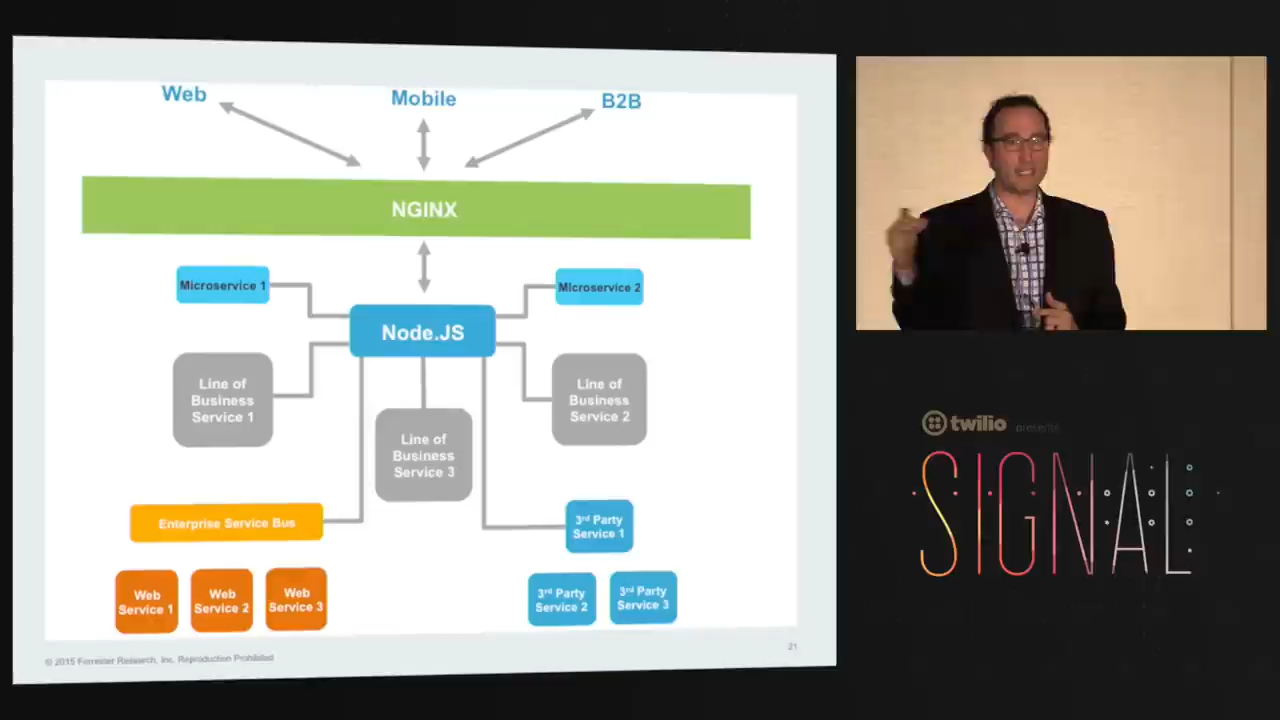 Web
Mobile
B2B
NGINX
Microservice 1
Microservice 2
Node.JS
Line of
Business
Service 1
Line of
Business
Service 2
Line of
Business
Service 3
Enterprise Service Bus
3rd Party
Service 1
Web
Service 1
Web
Service 2
Web
Service 3
3rd Party
Service 2
3rd Party
Service 3
© 2015 Forrester Research, Inc. Reproduction Prohibited
21
twilio presents
SIGNAL